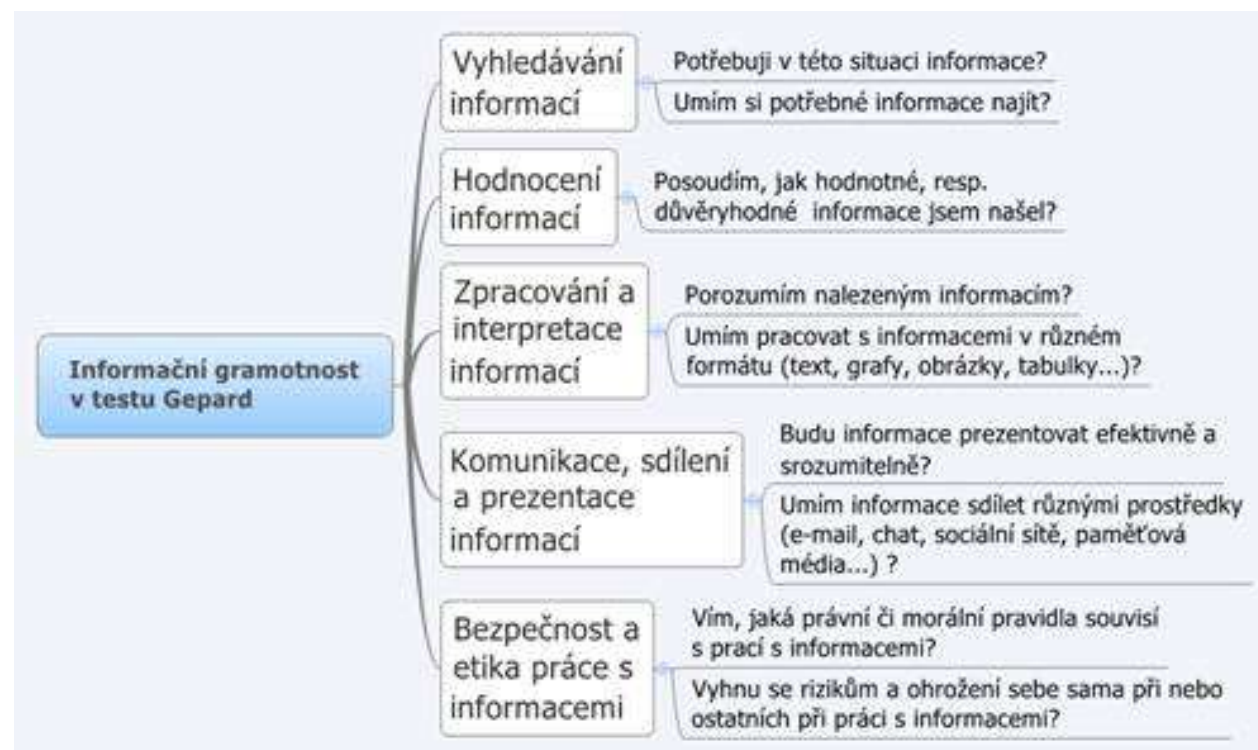 Informační gramotnost
v testu Gepard
Vyhledávání
informací
Potřebuji v této situaci informace?
Umím si potřebné informace najít?
Hodnocení
informací
Posoudím, jak hodnotné, resp.
důvěryhodné informace jsem našel?
Zpracování a
interpretace
informací
Porozumím nalezeným informacím?
Umím pracovat s informacemi v různém
formátu (text, grafy, obrázky, tabulky...)?
Komunikace, sdílení
a prezentace
informací
Budu informace prezentovat efektivně a
srozumitelně?
Umím informace sdílet různými prostředky
(e-mail, chat, sociální sítě, paměťová
média...) ?
Bezpečnost a
etika práce s
informacemi
Vím, jaká právní či morální pravidla souvisí
s prací s informacemi?
Vyhnu se rizikům a ohrožení sebe sama při nebo
ostatních při práci s informacemi?